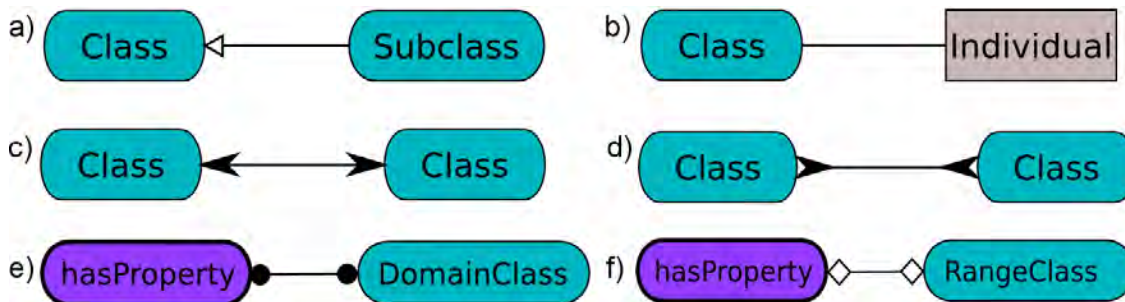 a) Class Subclass b) Class Individual
c) Class Class d) Class Class
e) hasProperty DomainClass f) hasProperty RangeClass